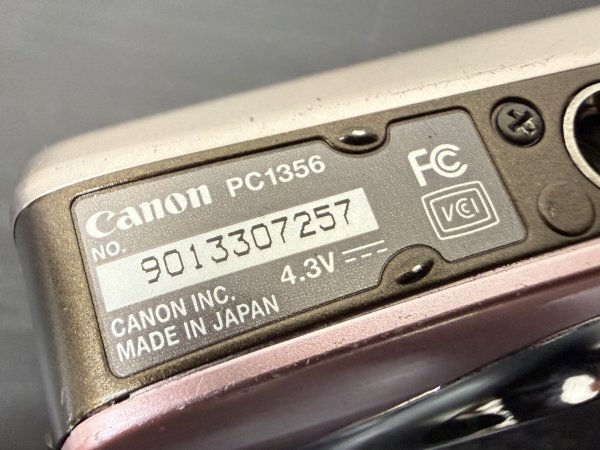 Canon PC1356
NO.
9013307257
4.3V
CANON INC.
MADE IN JAPAN
FC
VCI